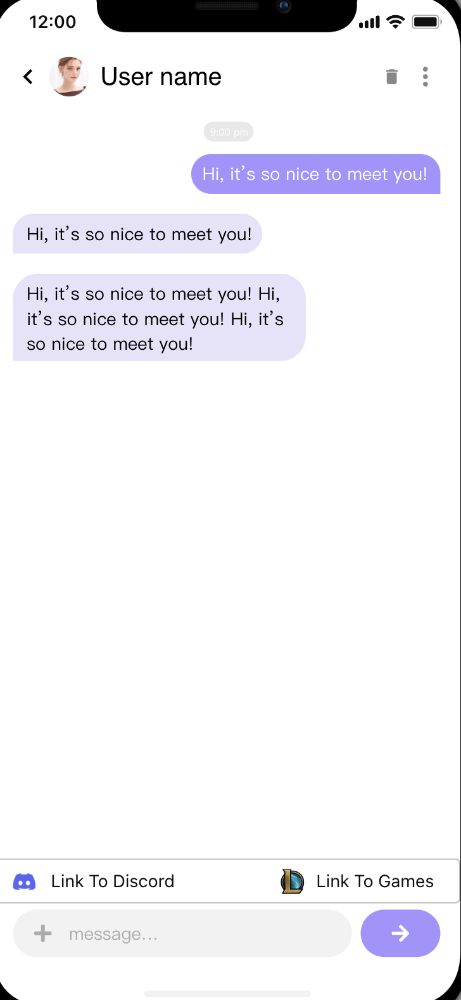 12:00
User name
9:00 pm
Hi, it’s so nice to meet you!
Hi, it’s so nice to meet you!
Hi, it’s so nice to meet you! Hi,
it’s so nice to meet you! Hi, it’s
so nice to meet you!
Link To Discord
Link To Games
message...